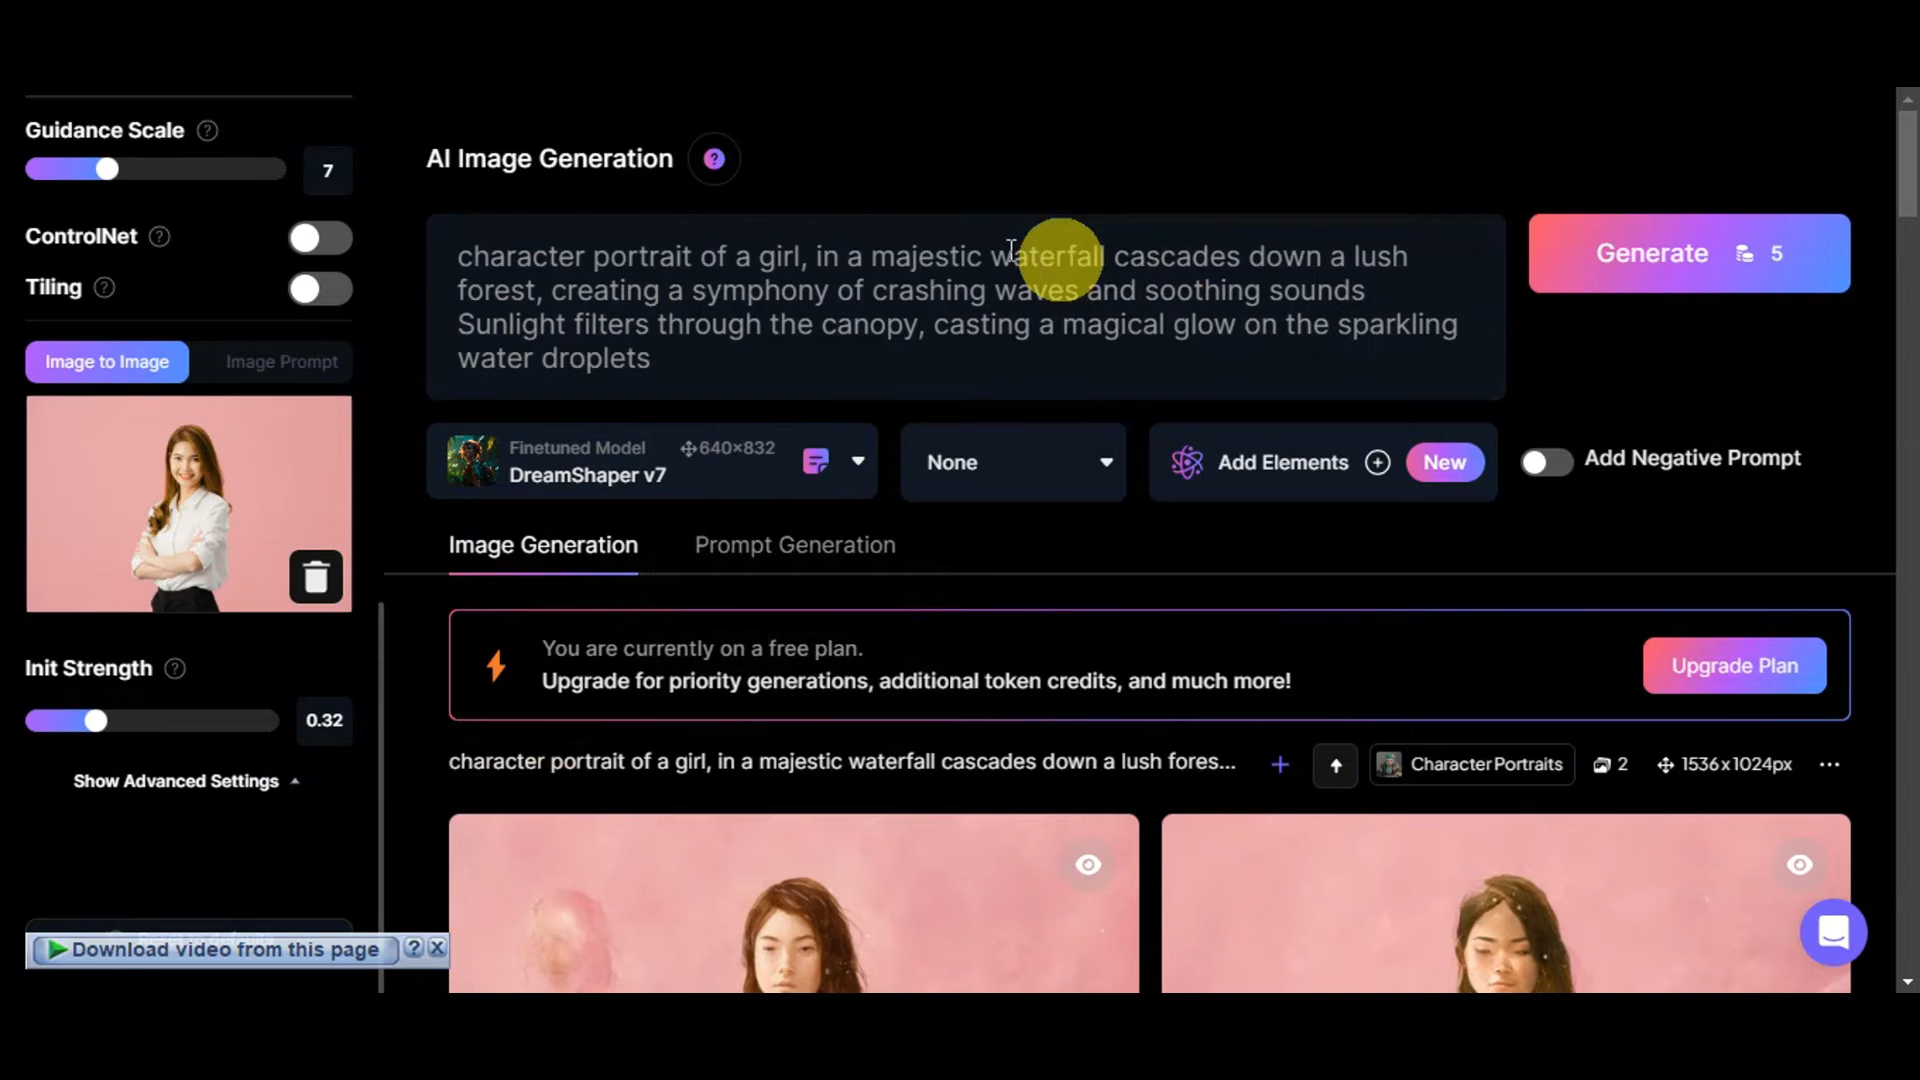 Guidance Scale ?
7
ControlNet ?
Tiling ?
Image to Image
Image Prompt
Init Strength ?
0.32
Show Advanced Settings
Download video from this page ? X
AI Image Generation ?
character portrait of a girl, in a majestic waterfall cascades down a lush
forest, creating a symphony of crashing waves and soothing sounds
Sunlight filters through the canopy, casting a magical glow on the sparkling
water droplets
Generate 5
Finetuned Model 640×832
DreamShaper v7
None
Add Elements
New
Add Negative Prompt
Image Generation
Prompt Generation
You are currently on a free plan.
Upgrade for priority generations, additional token credits, and much more!
Upgrade Plan
character portrait of a girl, in a majestic waterfall cascades down a lush fores...
Character Portraits
2
1536x1024px